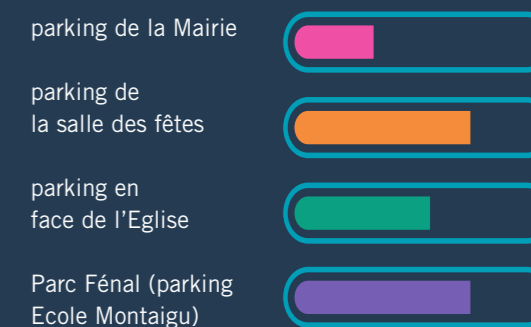 parking de la Mairie
parking de
la salle des fêtes
parking en
face de l’Eglise
Parc Fénal (parking
Ecole Montaigu)